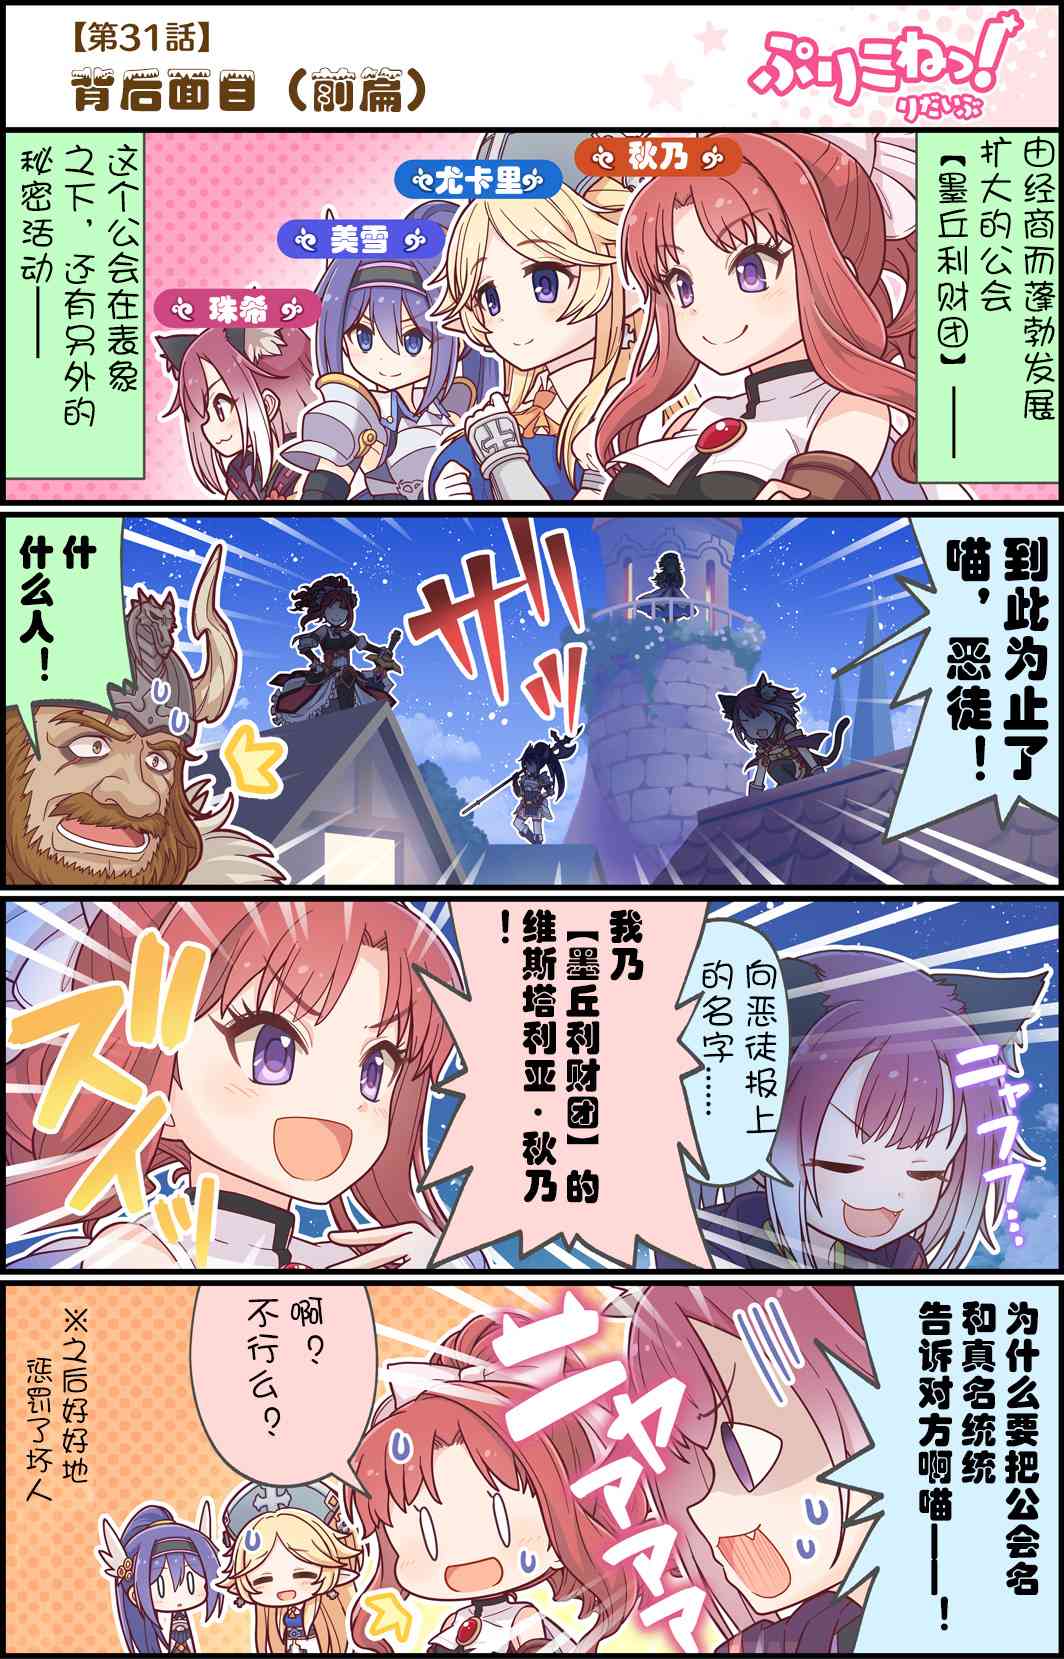 【第31話】
背后面目（前篇）
ぷりこねっ！
りだいぶ
由经商而蓬勃发展
扩大的公会
【墨丘利财团】——
秋乃
尤卡里
美雪
珠希
这个公会在表象
之下，还有另外的
秘密活动——
到此为止了
喵，恶徒！
ザッ
什
什么人！
向恶徒报上
的名字……
ニャフフ…
我乃
【墨丘利财团】的
维斯塔利亚·秋乃
！
ズイッ
为什么要把公会名
和真名统统
告诉对方啊喵——！
ニャアアアア
啊？
不行么？
※之后好好地
惩罚了坏人